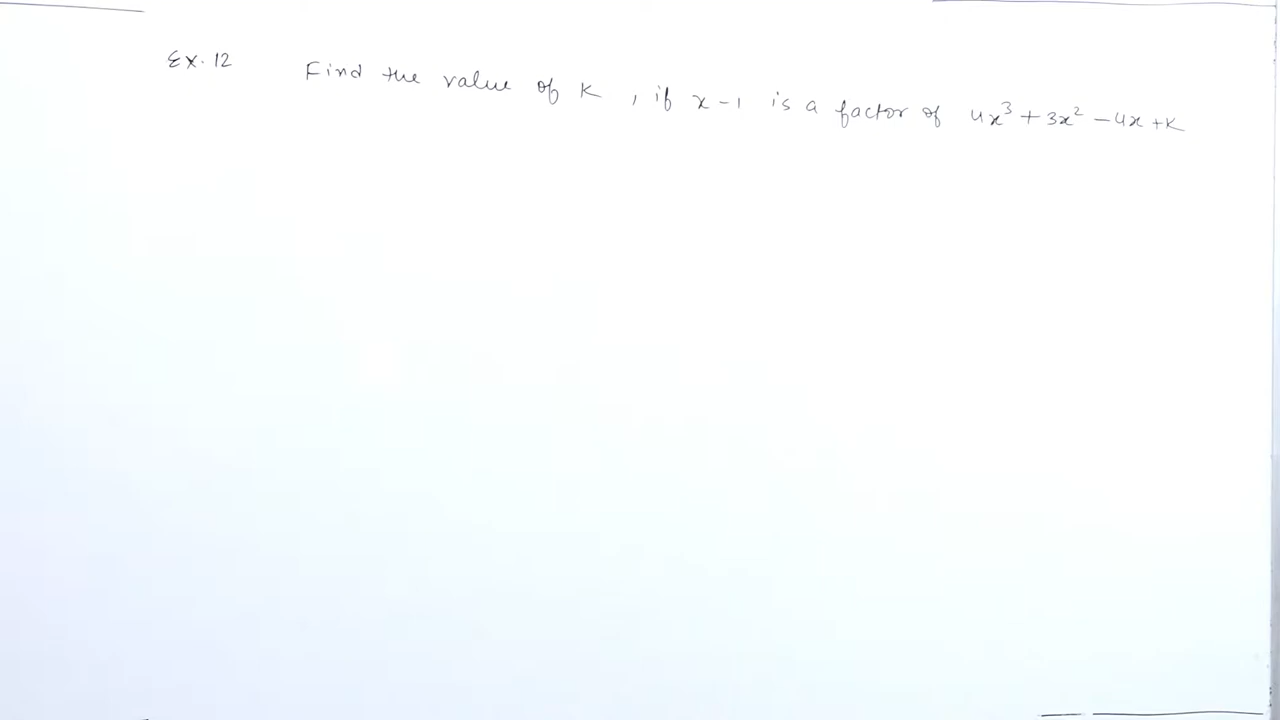 Ex. 12 Find the value of K, if x-1 is a factor of 4x³ + 3x² - 4x + K